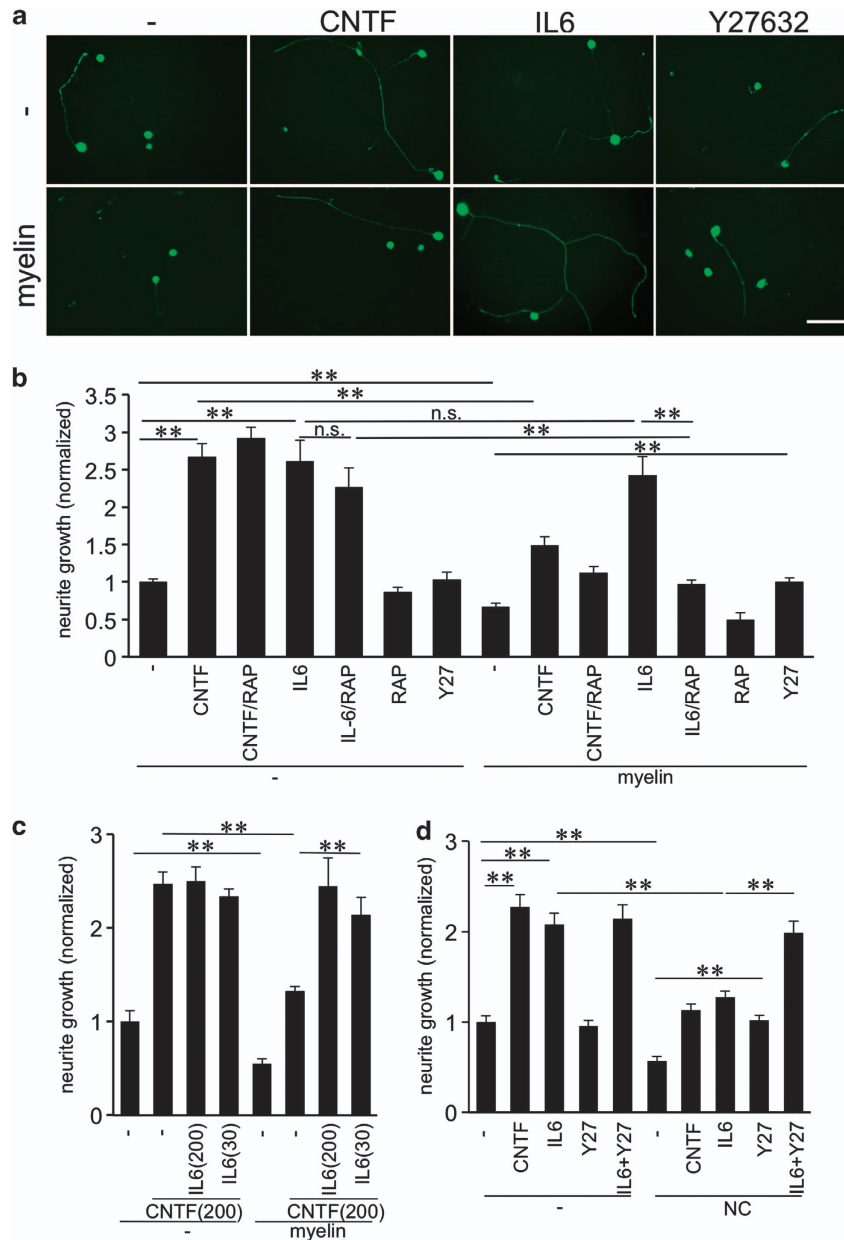 a
- CNTF IL6 Y27632
-
myelin
b
neurite growth (normalized)
3.5
3
2.5
2
1.5
1
0.5
0
**
**
**
n.s.
**
**
n.s.
**
**
- CNTF CNTF/RAP IL6 IL-6/RAP RAP Y27 - CNTF CNTF/RAP IL6 IL6/RAP RAP Y27
- myelin
c
neurite growth (normalized)
3
2
1
0
**
**
**
- - IL6(200) IL6(30) - - IL6(200) IL6(30)
CNTF(200) CNTF(200)
- myelin
d
neurite growth (normalized)
3
2
1
0
**
**
**
**
**
**
- CNTF IL6 Y27 IL6+Y27 - CNTF IL6 Y27 IL6+Y27
- NC